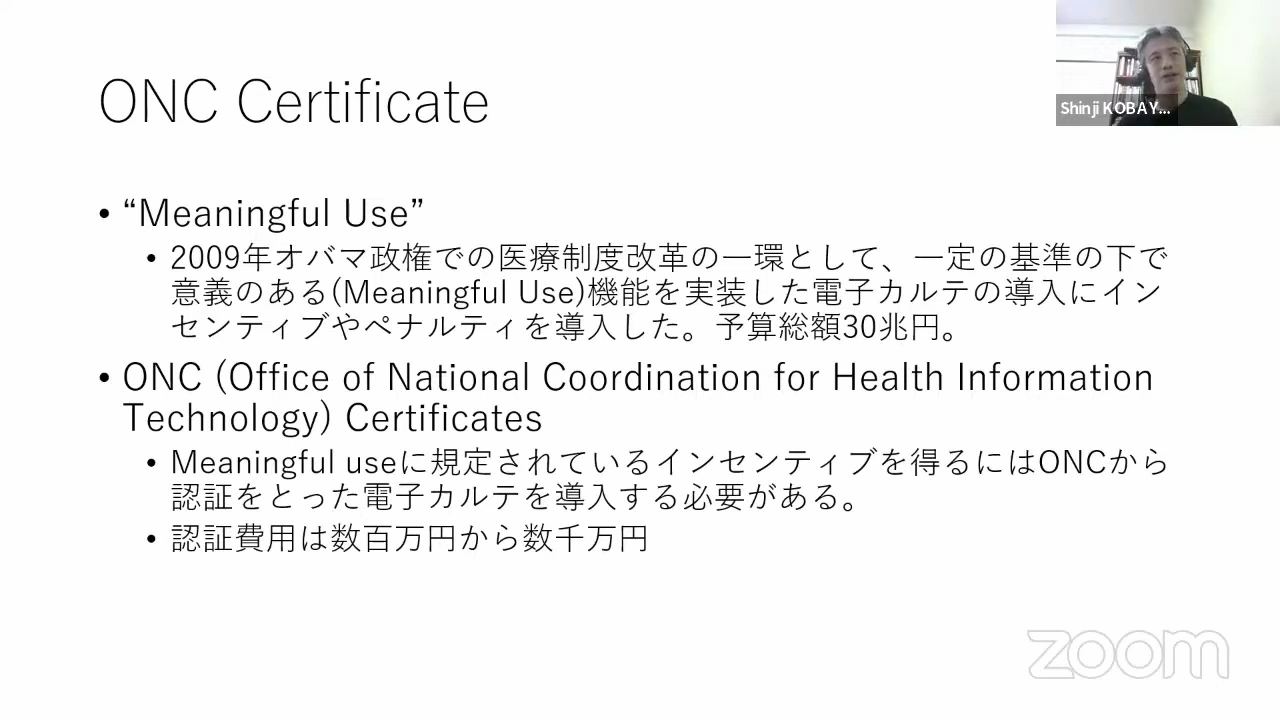 ONC Certificate
Shinji KOBAY...
• “Meaningful Use”
• 2009年オバマ政権での医療制度改革の一環として、一定の基準の下で
意義のある(Meaningful Use)機能を実装した電子カルテの導入にイン
センティブやペナルティを導入した。予算総額30兆円。
• ONC (Office of National Coordination for Health Information
Technology) Certificates
• Meaningful useに規定されているインセンティブを得るにはONCから
認証をとった電子カルテを導入する必要がある。
• 認証費用は数百万円から数千万円
zoom